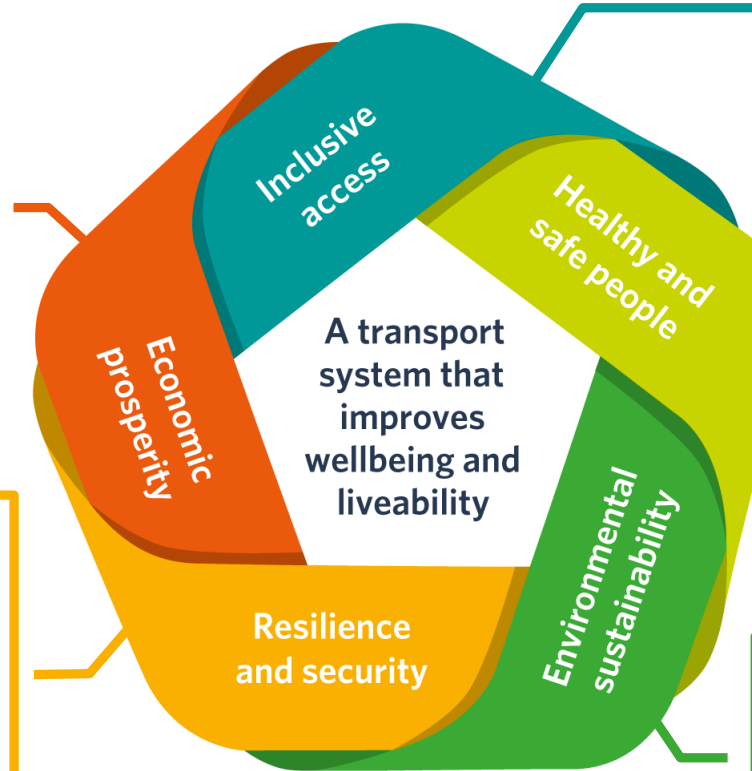 Inclusive
access
Healthy and
safe people
Environmental
sustainability
Resilience
and security
Economic
prosperity
A transport
system that
improves
wellbeing and
liveability